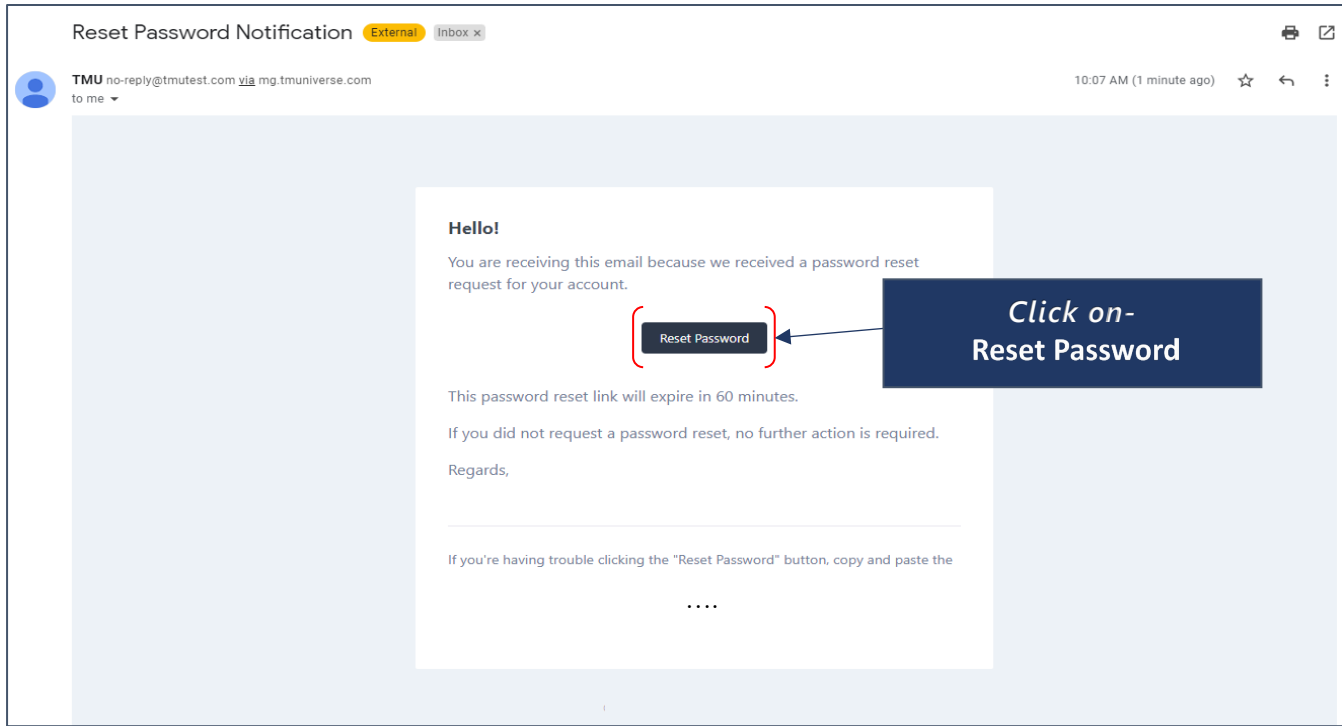 Reset Password Notification External Inbox x
TMU no-reply@tmutest.com via mg.tmuniverse.com 10:07 AM (1 minute ago)
to me
Hello!
You are receiving this email because we received a password reset
request for your account.
Reset Password
Click on-
Reset Password
This password reset link will expire in 60 minutes.
If you did not request a password reset, no further action is required.
Regards,
If you're having trouble clicking the "Reset Password" button, copy and paste the
....